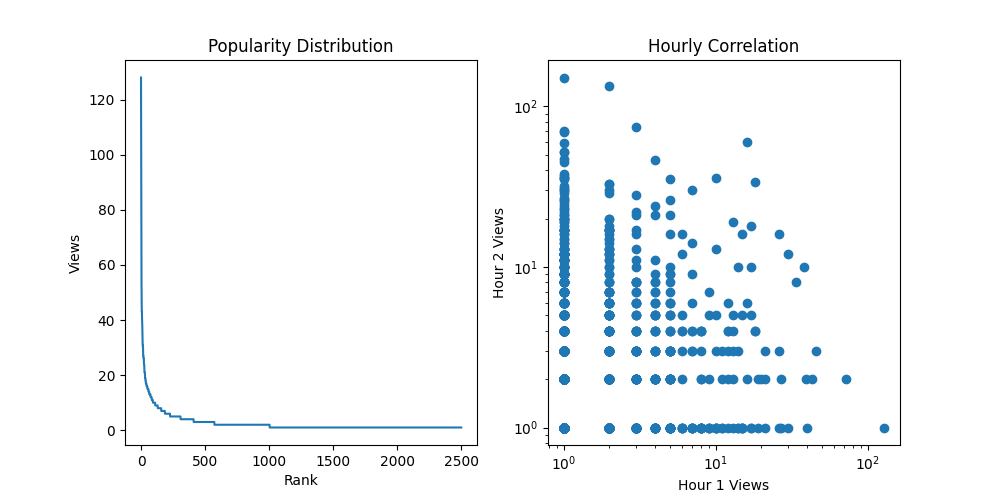 Popularity Distribution
Views
120
100
80
60
40
20
0
0 500 1000 1500 2000 2500
Rank
Hourly Correlation
Hour 2 Views
10²
10¹
10⁰
10⁰ 10¹ 10²
Hour 1 Views